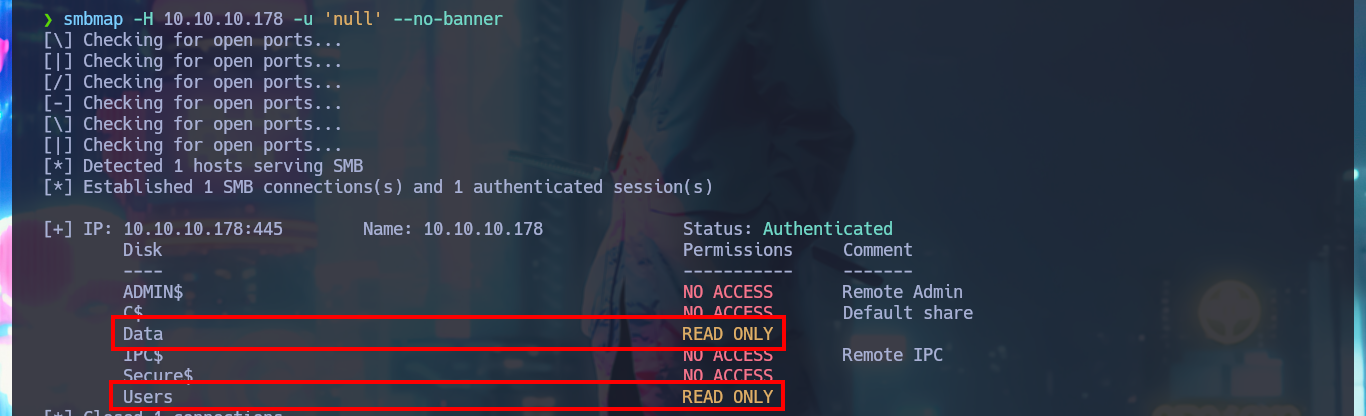 ❯ smbmap -H 10.10.10.178 -u 'null' --no-banner
[\] Checking for open ports...
[|] Checking for open ports...
[/] Checking for open ports...
[-] Checking for open ports...
[\] Checking for open ports...
[|] Checking for open ports...
[*] Detected 1 hosts serving SMB
[*] Established 1 SMB connections(s) and 1 authenticated session(s)
[+] IP: 10.10.10.178:445 Name: 10.10.10.178 Status: Authenticated
Disk Permissions Comment
---- ----------- -------
ADMIN$ NO ACCESS Remote Admin
C$ NO ACCESS Default share
Data READ ONLY
IPC$ NO ACCESS Remote IPC
Secure$ NO ACCESS
Users READ ONLY
[*] Closed 1 connections